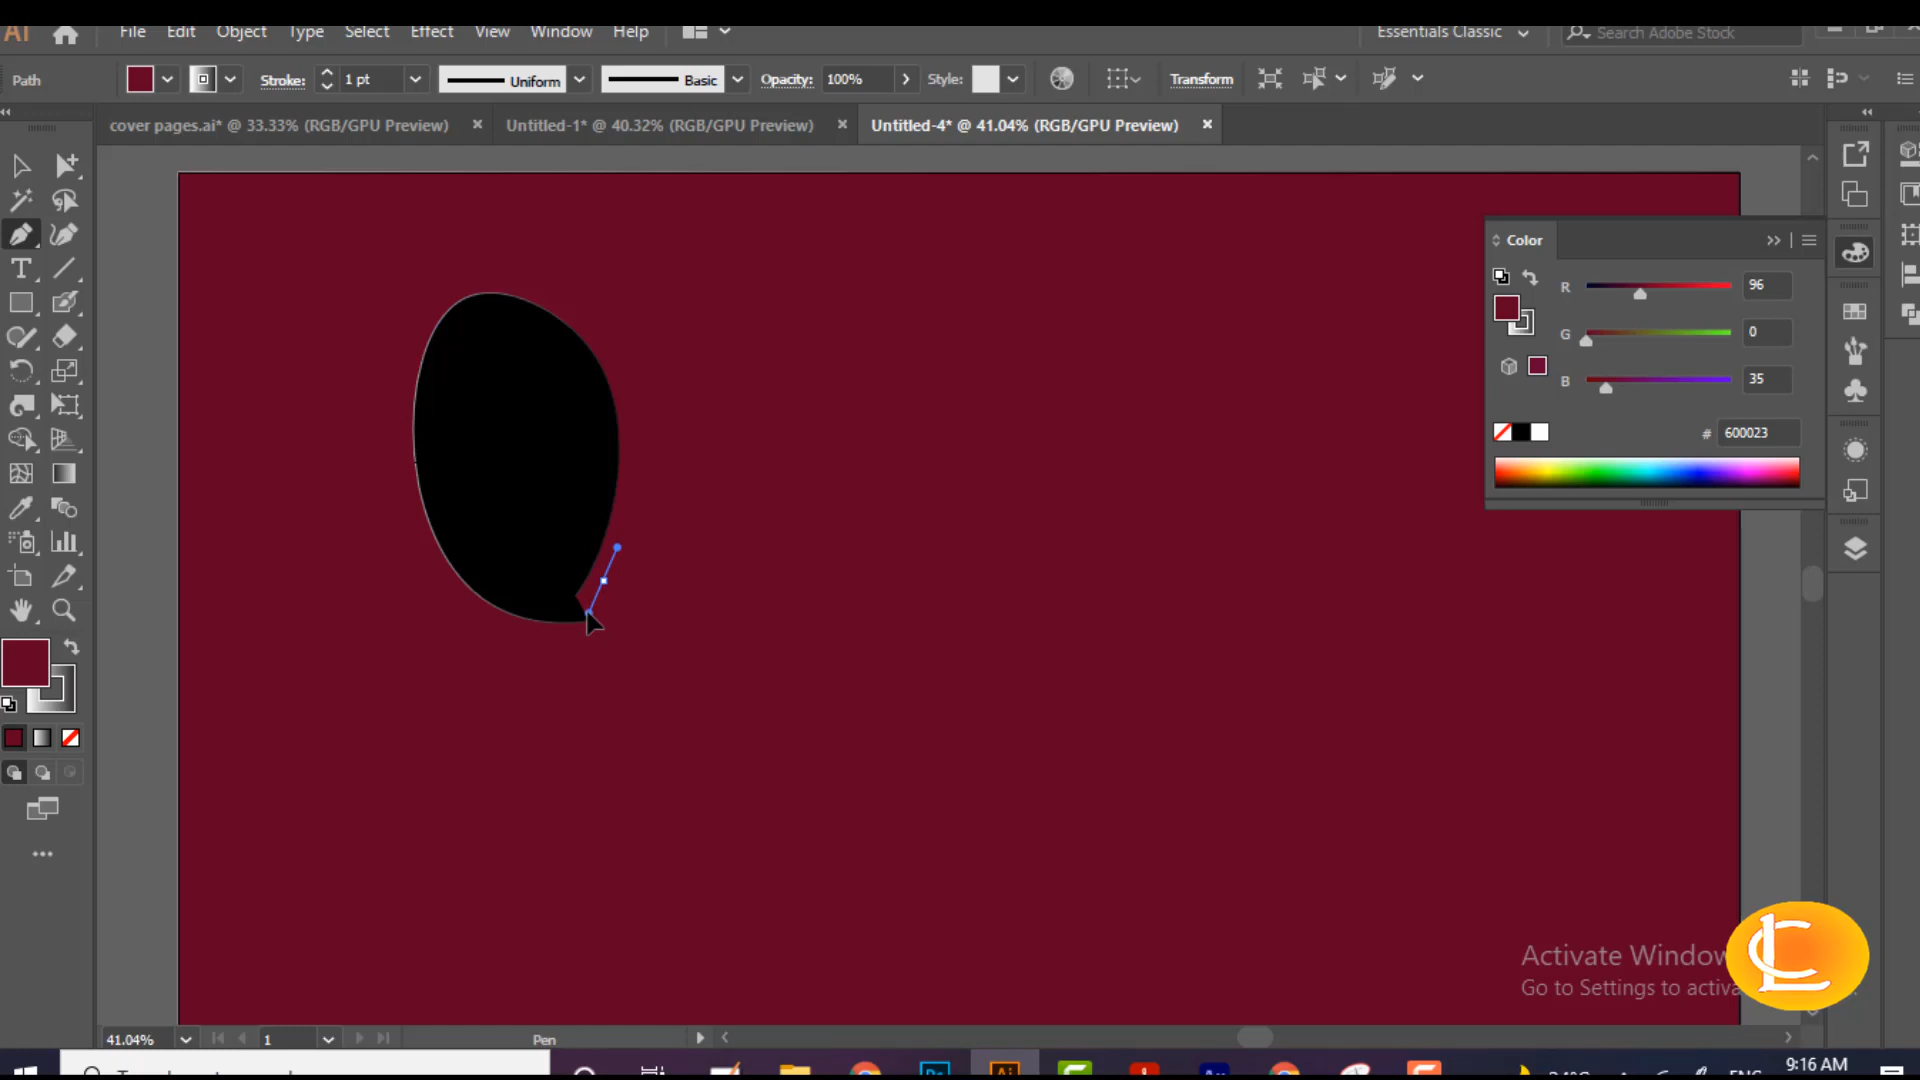 Ai File Edit Object Type Select Effect View Window Help Essentials Classic Search Adobe Stock
Path Stroke: 1 pt Uniform Basic Opacity: 100% Style: Transform
cover pages.ai* @ 33.33% (RGB/GPU Preview) Untitled-1* @ 40.32% (RGB/GPU Preview) Untitled-4* @ 41.04% (RGB/GPU Preview)
Color
R 96
G 0
B 35
# 600023
Activate Window
Go to Settings to activa
LC
41.04% 1 Pen
9:16 AM